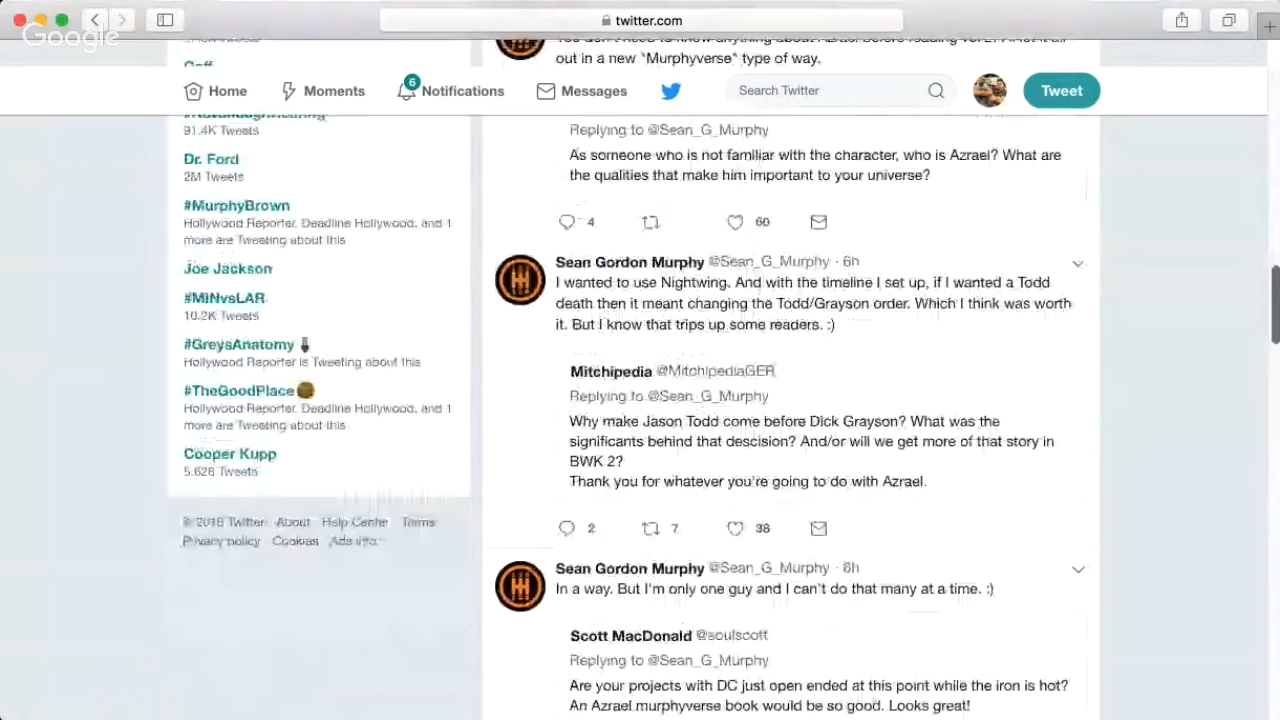 twitter.com
Google
out in a new *Murphyverse* type of way.
Home
Moments
6
Notifications
Messages
Search Twitter
Tweet
91.4K Tweets
Dr. Ford
2M Tweets
#MurphyBrown
Hollywood Reporter, Deadline Hollywood, and 1
more are Tweeting about this
Joe Jackson
#MINvsLAR
10.2K Tweets
#GreysAnatomy
Hollywood Reporter is Tweeting about this
#TheGoodPlace
Hollywood Reporter, Deadline Hollywood, and 1
more are Tweeting about this
Cooper Kupp
5,628 Tweets
© 2018 Twitter About Help Center Terms
Privacy policy Cookies Ads info
Replying to @Sean_G_Murphy
As someone who is not familiar with the character, who is Azrael? What are
the qualities that make him important to your universe?
4 60
Sean Gordon Murphy @Sean_G_Murphy · 6h
I wanted to use Nightwing. And with the timeline I set up, if I wanted a Todd
death then it meant changing the Todd/Grayson order. Which I think was worth
it. But I know that trips up some readers. :)
Mitchipedia @MitchipediaGER
Replying to @Sean_G_Murphy
Why make Jason Todd come before Dick Grayson? What was the
significants behind that descision? And/or will we get more of that story in
BWK 2?
Thank you for whatever you're going to do with Azrael.
2 7 38
Sean Gordon Murphy @Sean_G_Murphy · 8h
In a way. But I'm only one guy and I can't do that many at a time. :)
Scott MacDonald @soulscott
Replying to @Sean_G_Murphy
Are your projects with DC just open ended at this point while the iron is hot?
An Azrael murphyverse book would be so good. Looks great!